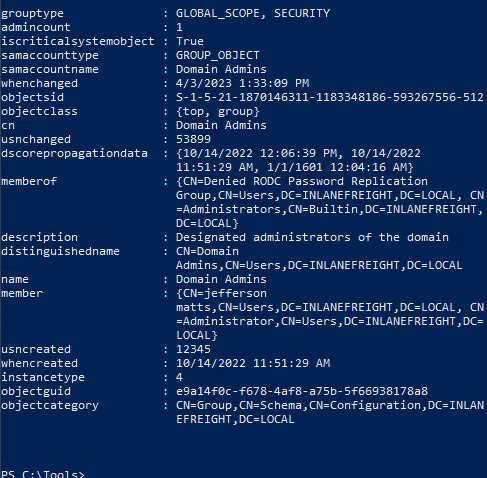 grouptype : GLOBAL_SCOPE, SECURITY
admincount : 1
iscriticalsystemobject : True
samaccounttype : GROUP_OBJECT
samaccountname : Domain Admins
whenchanged : 4/3/2023 1:33:09 PM
objectsid : S-1-5-21-1870146311-1183348186-593267556-512
objectclass : {top, group}
cn : Domain Admins
usnchanged : 53899
dscorepropagationdata : {10/14/2022 12:06:39 PM, 10/14/2022
11:51:29 AM, 1/1/1601 12:04:16 AM}
memberof : {CN=Denied RODC Password Replication
Group,CN=Users,DC=INLANEFREIGHT,DC=LOCAL, CN
=Administrators,CN=Builtin,DC=INLANEFREIGHT,
DC=LOCAL}
description : Designated administrators of the domain
distinguishedname : CN=Domain
Admins,CN=Users,DC=INLANEFREIGHT,DC=LOCAL
name : Domain Admins
member : {CN=jefferson
matts,CN=Users,DC=INLANEFREIGHT,DC=LOCAL, CN
=Administrator,CN=Users,DC=INLANEFREIGHT,DC=
LOCAL}
usncreated : 12345
whencreated : 10/14/2022 11:51:29 AM
instancetype : 4
objectguid : e9a14f0c-f678-4af8-a75b-5f66938178a8
objectcategory : CN=Group,CN=Schema,CN=Configuration,DC=INLAN
EFREIGHT,DC=LOCAL
PS C:\Tools>